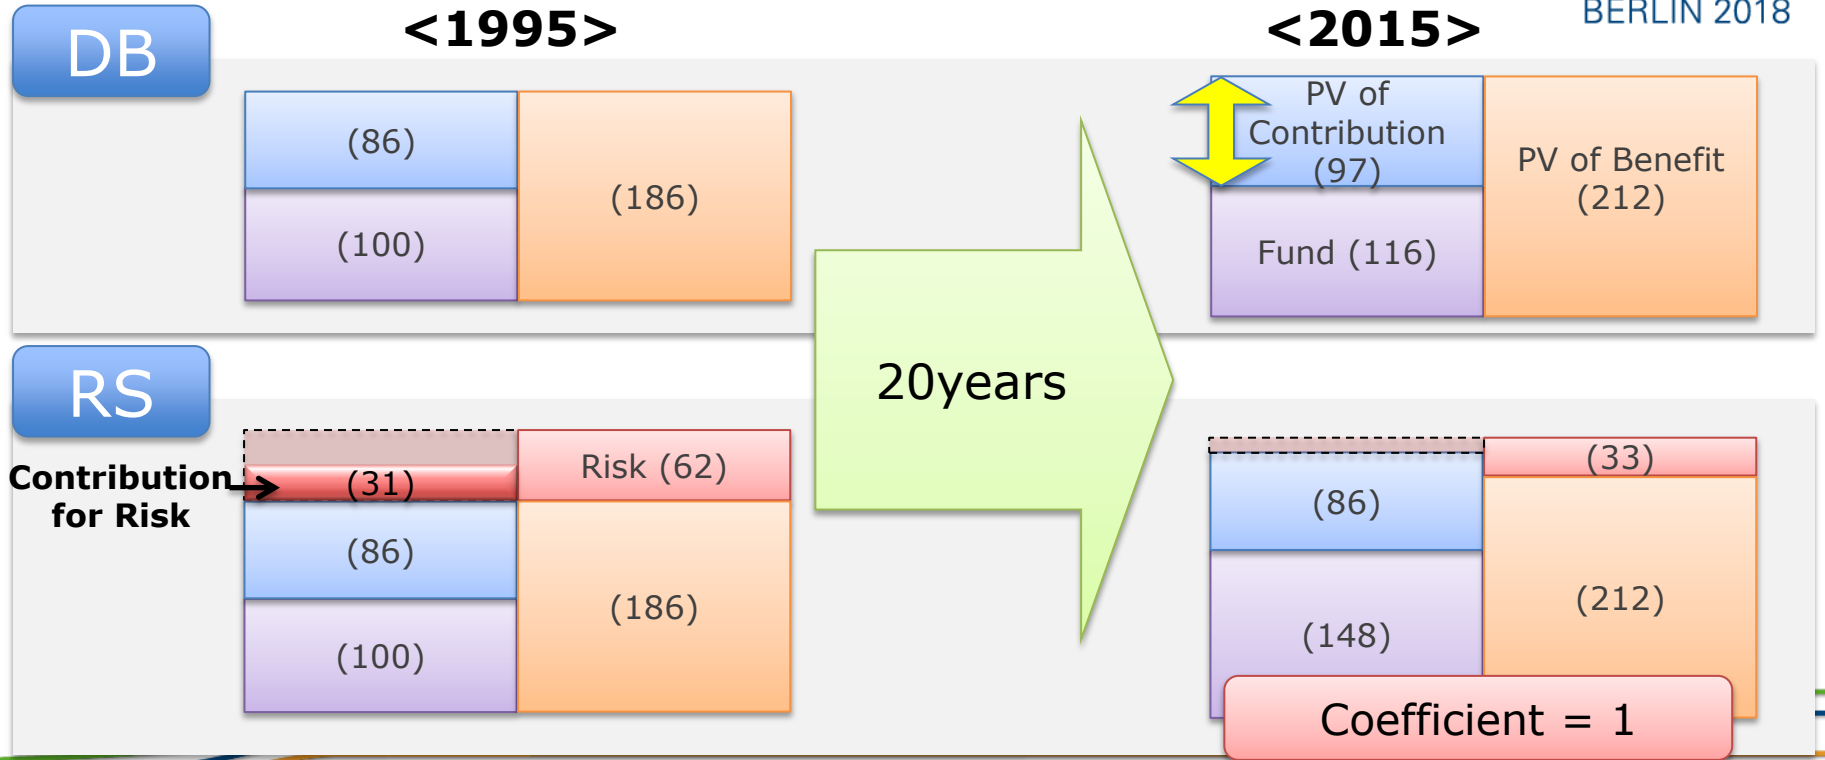 BERLIN 2018
<1995>
<2015>
DB
(86)
(100)
(186)
PV of
Contribution
(97)
Fund (116)
PV of Benefit
(212)
20years
RS
Contribution
for Risk
(31)
Risk (62)
(86)
(100)
(186)
(33)
(86)
(148)
(212)
Coefficient = 1